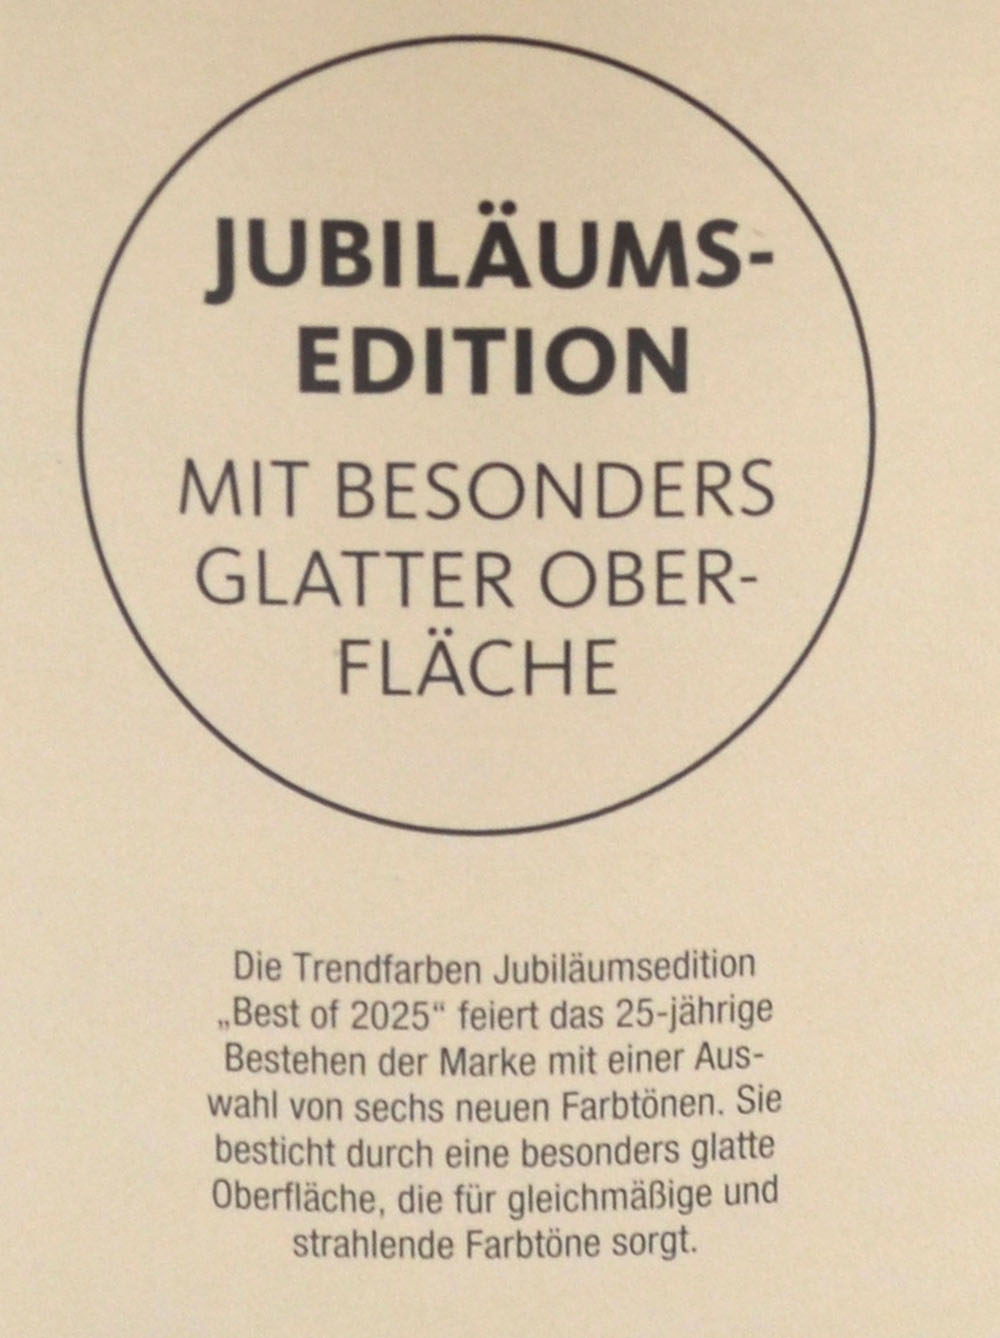 JUBILÄUMS-
EDITION
MIT BESONDERS
GLATTER OBER-
FLÄCHE
Die Trendfarben Jubiläumsedition
„Best of 2025“ feiert das 25-jährige
Bestehen der Marke mit einer Aus-
wahl von sechs neuen Farbtönen. Sie
besticht durch eine besonders glatte
Oberfläche, die für gleichmäßige und
strahlende Farbtöne sorgt.